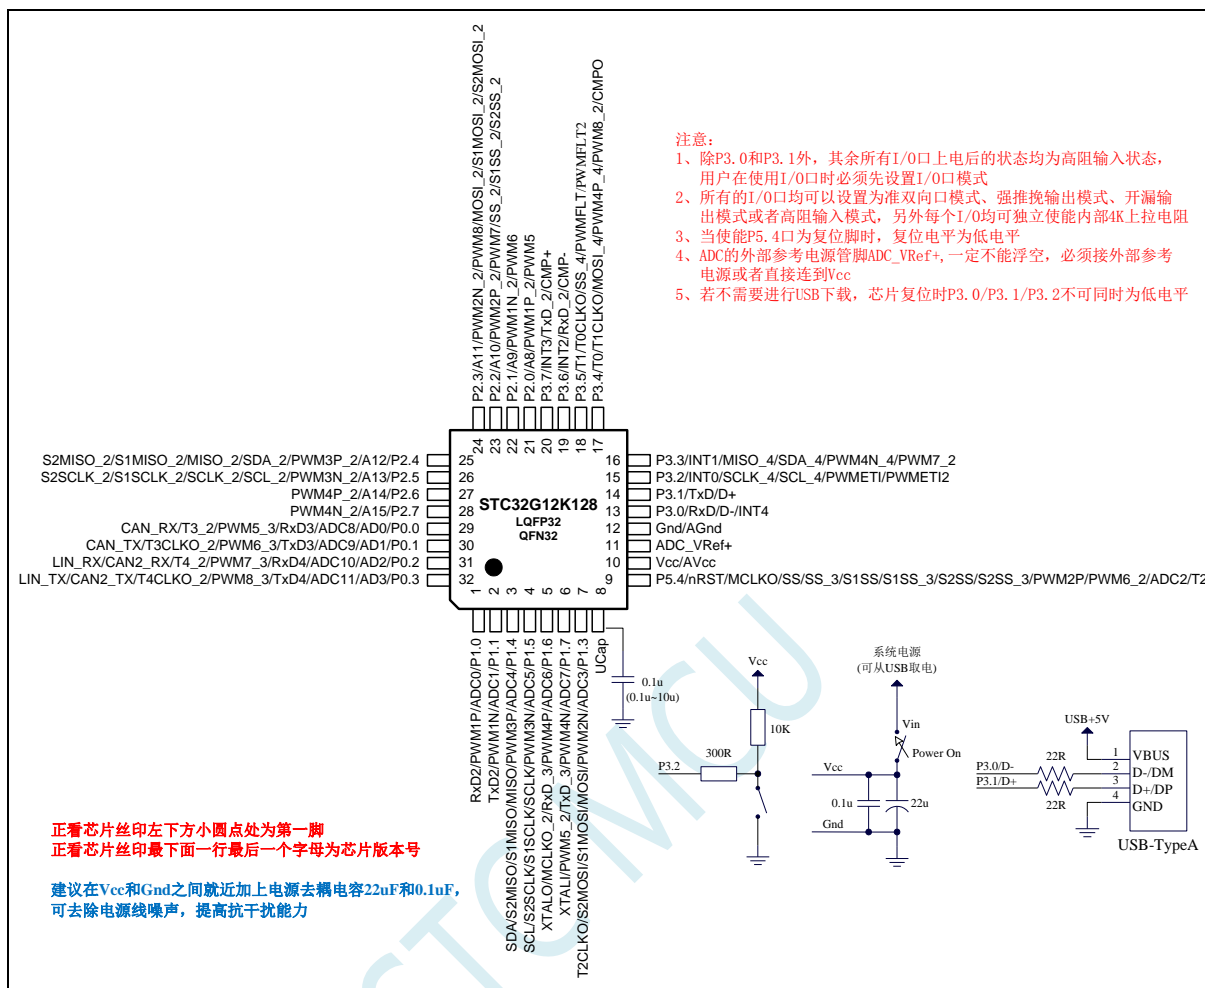 P2.3/A11/PWM2N_2/PWM8/MOSI_2/S1MOSI_2/S2MOSI_2
P2.2/A10/PWM2P_2/PWM7/SS_2/S1SS_2/S2SS_2
P2.1/A9/PWM1N_2/PWM6
P2.0/A8/PWM1P_2/PWM5
P3.7/INT3/TxD_2/CMP+
P3.6/INT2/RxD_2/CMP-
P3.5/T1/T0CLKO/SS_4/PWMFLT/PWMFLT2
P3.4/T0/T1CLKO/MOSI_4/PWM4P_4/PWM8_2/CMPO
注意：
1、除P3.0和P3.1外，其余所有I/O口上电后的状态均为高阻输入状态，
用户在使用I/O口时必须先设置I/O口模式
2、所有的I/O口均可以设置为准双向口模式、强推挽输出模式、开漏输
出模式或者高阻输入模式，另外每个I/O均可独立使能内部4K上拉电阻
3、当使能P5.4口为复位脚时，复位电平为低电平
4、ADC的外部参考电源管脚ADC_VRef+,一定不能浮空，必须接外部参考
电源或者直接连到Vcc
5、若不需要进行USB下载，芯片复位时P3.0/P3.1/P3.2不可同时为低电平
24 23 22 21 20 19 18 17
S2MISO_2/S1MISO_2/MISO_2/SDA_2/PWM3P_2/A12/P2.4 25
S2SCLK_2/S1SCLK_2/SCLK_2/SCL_2/PWM3N_2/A13/P2.5 26
PWM4P_2/A14/P2.6 27
PWM4N_2/A15/P2.7 28
CAN_RX/T3_2/PWM5_3/RxD3/ADC8/AD0/P0.0 29
CAN_TX/T3CLKO_2/PWM6_3/TxD3/ADC9/AD1/P0.1 30
LIN_RX/CAN2_RX/T4_2/PWM7_3/RxD4/ADC10/AD2/P0.2 31
LIN_TX/CAN2_TX/T4CLKO_2/PWM8_3/TxD4/ADC11/AD3/P0.3 32
STC32G12K128
LQFP32
QFN32
16 P3.3/INT1/MISO_4/SDA_4/PWM4N_4/PWM7_2
15 P3.2/INT0/SCLK_4/SCL_4/PWMETI/PWMETI2
14 P3.1/TxD/D+
13 P3.0/RxD/D-/INT4
12 Gnd/AGnd
11 ADC_VRef+
10 Vcc/AVcc
9 P5.4/nRST/MCLKO/SS/SS_3/S1SS/S1SS_3/S2SS/S2SS_3/PWM2P/PWM6_2/ADC2/T2
1 2 3 4 5 6 7 8
RxD2/PWM1P/ADC0/P1.0
TxD2/PWM1N/ADC1/P1.1
SDA/S2MISO/S1MISO/MISO/PWM3P/ADC4/P1.4
SCL/S2SCLK/S1SCLK/SCLK/PWM3N/ADC5/P1.5
XTALO/MCLKO_2/RxD_3/PWM4P/ADC6/P1.6
XTALI/PWM5_2/TxD_3/PWM4N/ADC7/P1.7
T2CLKO/S2MOSI/S1MOSI/MOSI/PWM2N/ADC3/P1.3
UCap
0.1u
(0.1u~10u)
Vcc
10K
300R
P3.2
系统电源
(可从USB取电)
Vin
Power On
Vcc
0.1u
22u
Gnd
USB+5V
P3.0/D-
P3.1/D+
22R
22R
1 VBUS
2 D-/DM
3 D+/DP
4 GND
USB-TypeA
正看芯片丝印左下方小圆点处为第一脚
正看芯片丝印最下面一行最后一个字母为芯片版本号
建议在Vcc和Gnd之间就近加上电源去耦电容22uF和0.1uF，
可去除电源线噪声，提高抗干扰能力
STCMCU